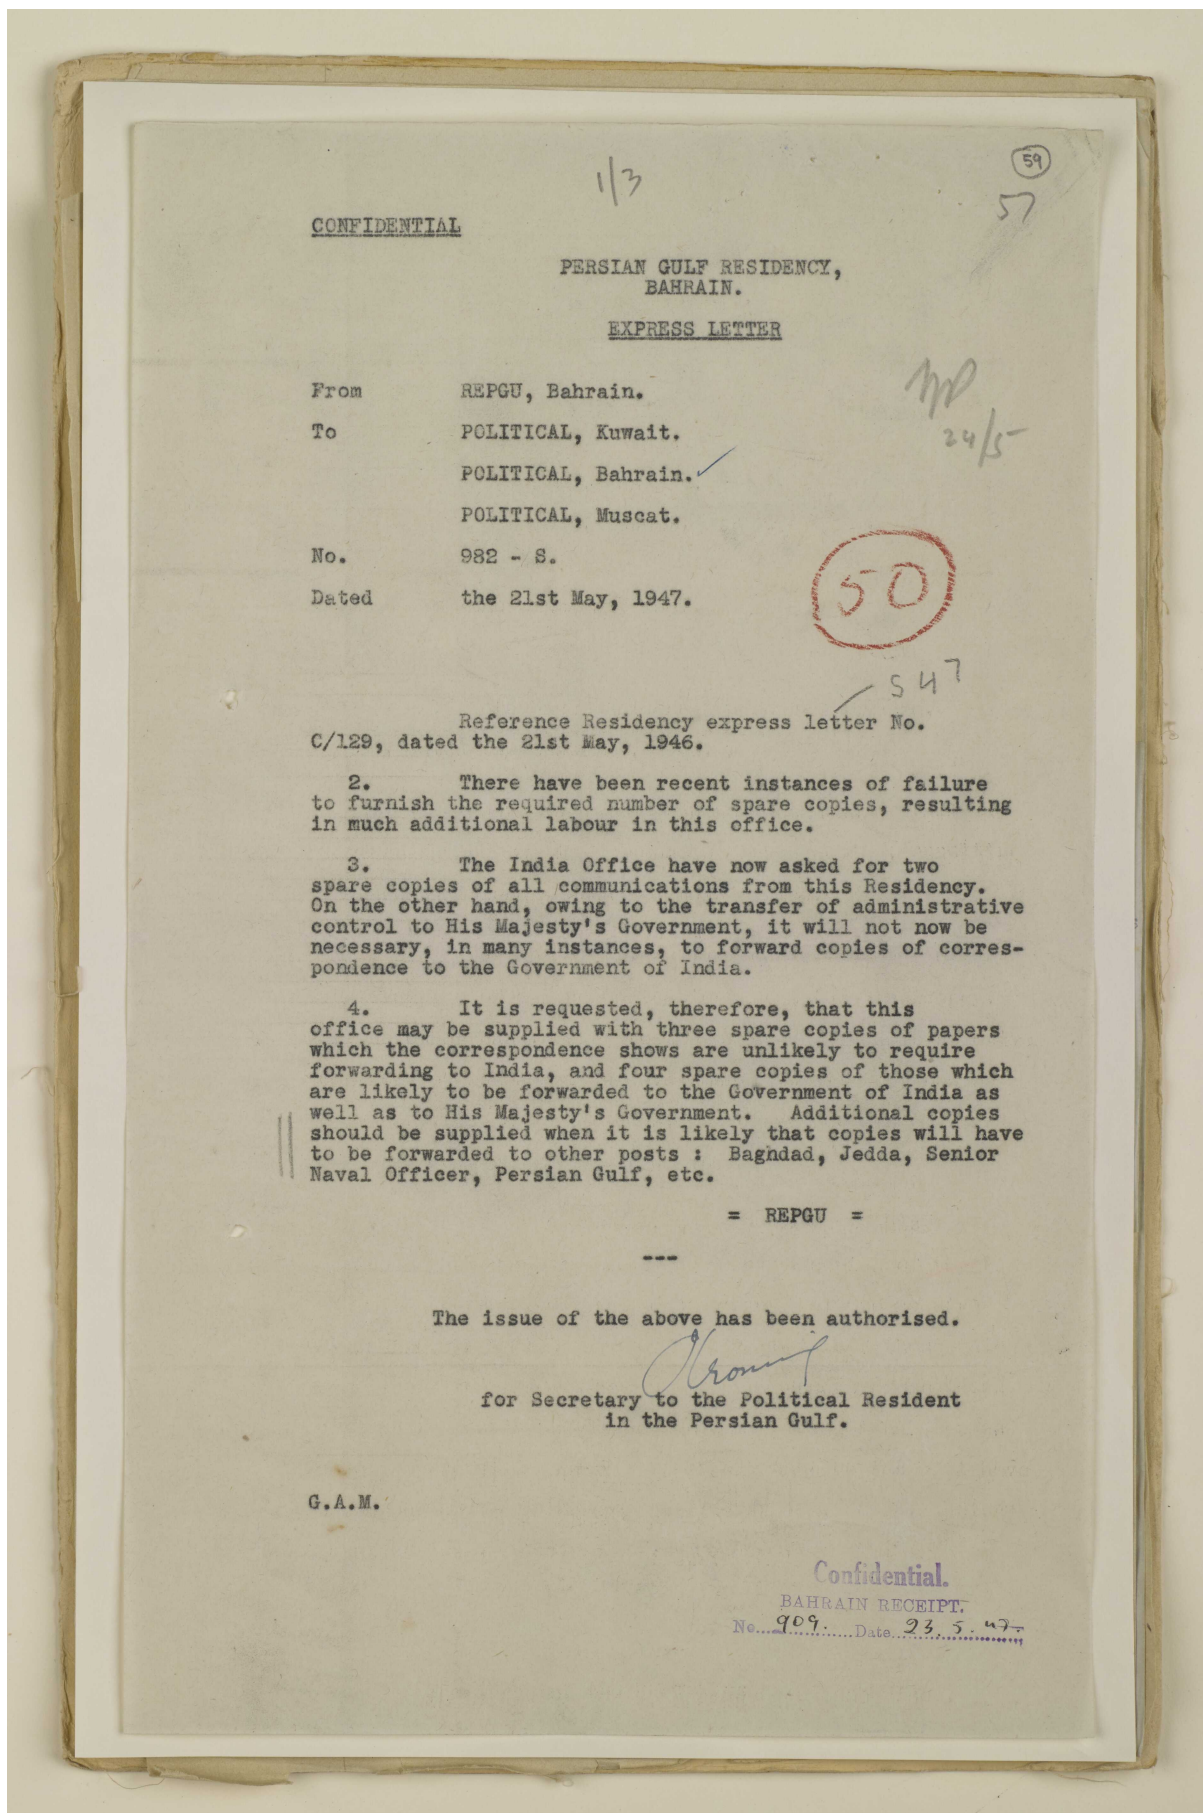 59
1/3
57
CONFIDENTIAL
PERSIAN GULF RESIDENCY,
BAHRAIN.
EXPRESS LETTER
From REPGU, Bahrain.
To POLITICAL, Kuwait.
24/5
POLITICAL, Bahrain.
POLITICAL, Muscat.
No. 982 - S.
50
Dated the 21st May, 1947.
S 47
Reference Residency express letter No.
C/129, dated the 21st May, 1946.
2. There have been recent instances of failure
to furnish the required number of spare copies, resulting
in much additional labour in this office.
3. The India Office have now asked for two
spare copies of all communications from this Residency.
On the other hand, owing to the transfer of administrative
control to His Majesty's Government, it will not now be
necessary, in many instances, to forward copies of corres-
pondence to the Government of India.
4. It is requested, therefore, that this
office may be supplied with three spare copies of papers
which the correspondence shows are unlikely to require
forwarding to India, and four spare copies of those which
are likely to be forwarded to the Government of India as
well as to His Majesty's Government. Additional copies
should be supplied when it is likely that copies will have
to be forwarded to other posts : Baghdad, Jedda, Senior
Naval Officer, Persian Gulf, etc.
= REPGU =
---
The issue of the above has been authorised.
for Secretary to the Political Resident
in the Persian Gulf.
G.A.M.
Confidential.
BAHRAIN RECEIPT.
No...909.......Date...23.5.47.